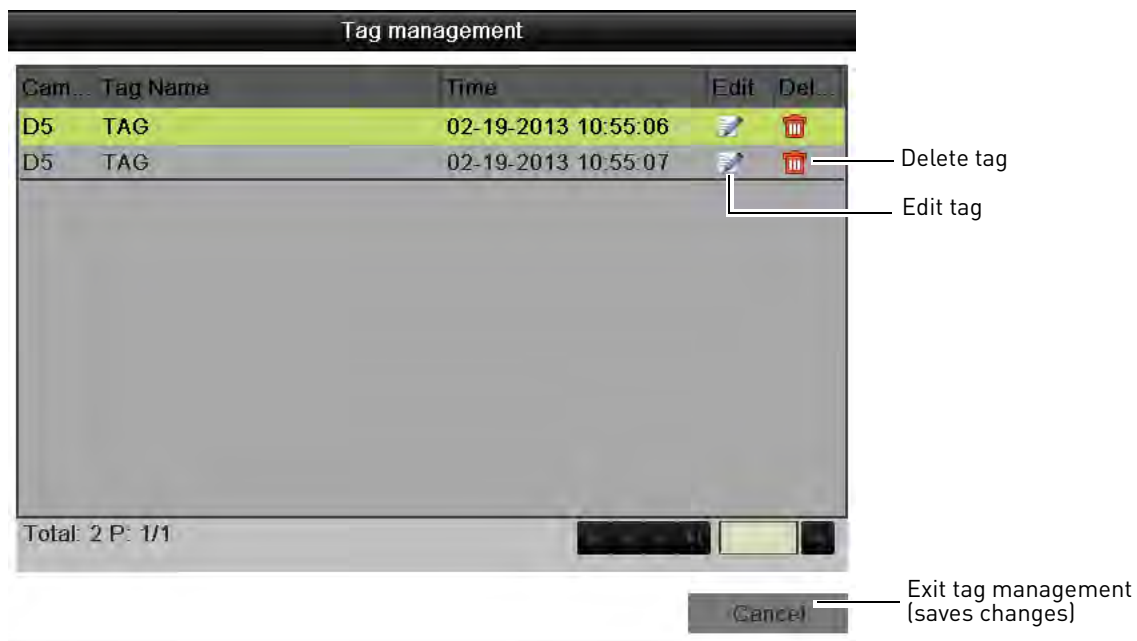 Tag management
Cam... Tag Name Time Edit Del...
D5 TAG 02-19-2013 10:55:06
D5 TAG 02-19-2013 10:55:07
Delete tag
Edit tag
Total: 2 P: 1/1
Exit tag management
(saves changes)
Cancel